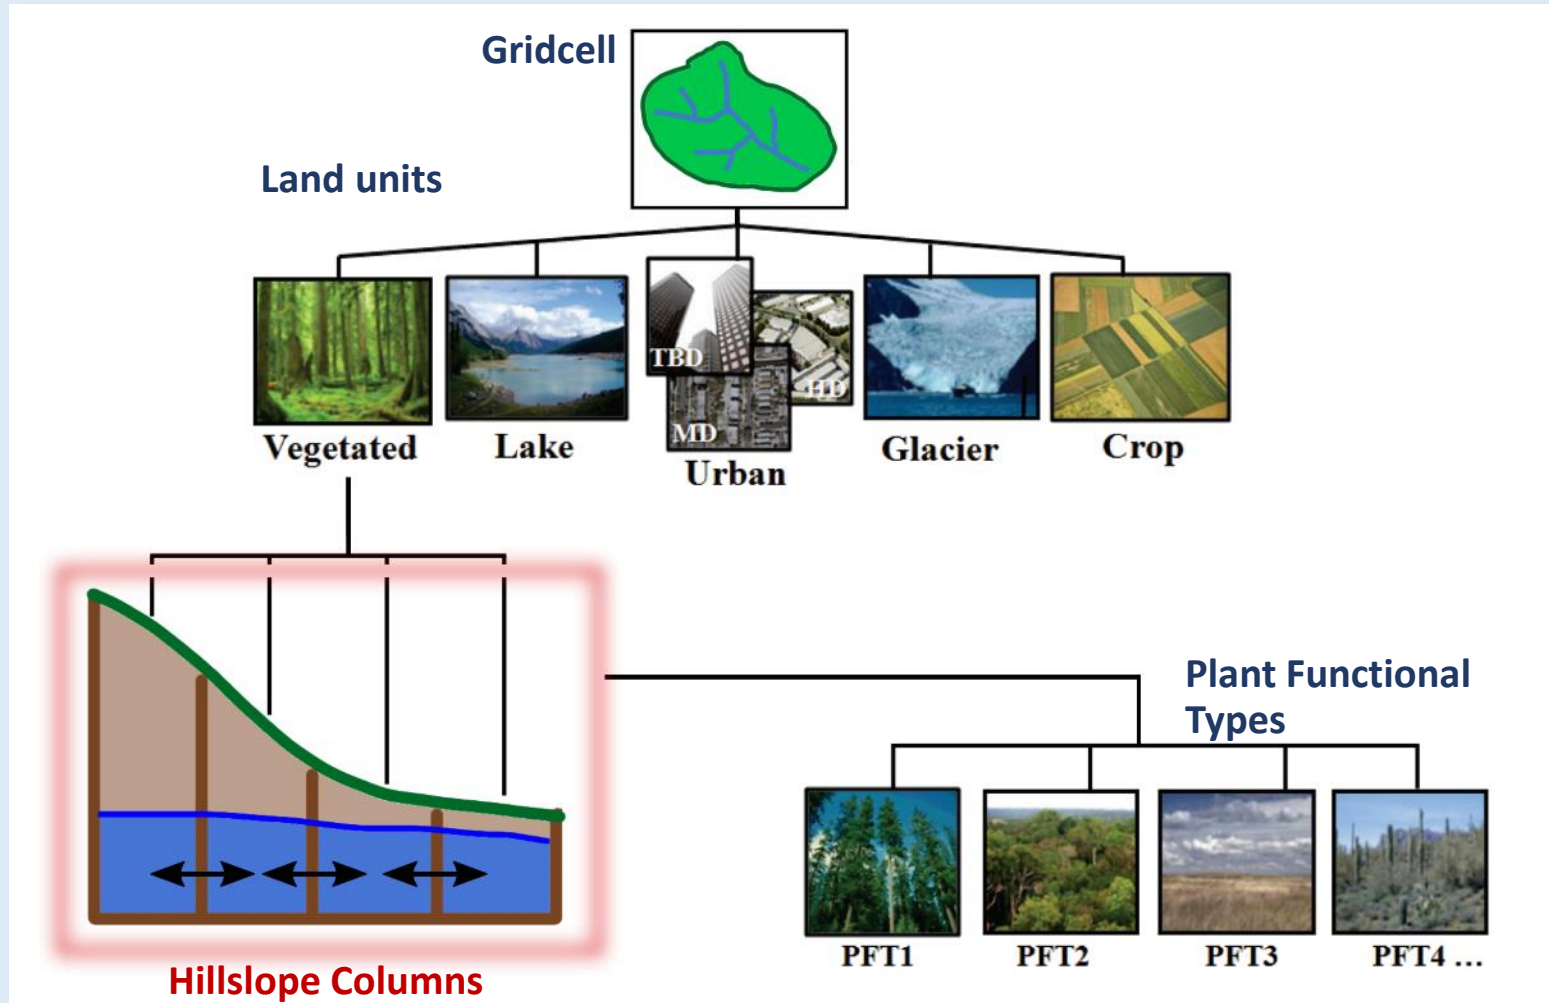 Gridcell
Land units
TBD
HD
MD
Vegetated
Lake
Urban
Glacier
Crop
Plant Functional
Types
PFT1
PFT2
PFT3
PFT4 ...
Hillslope Columns